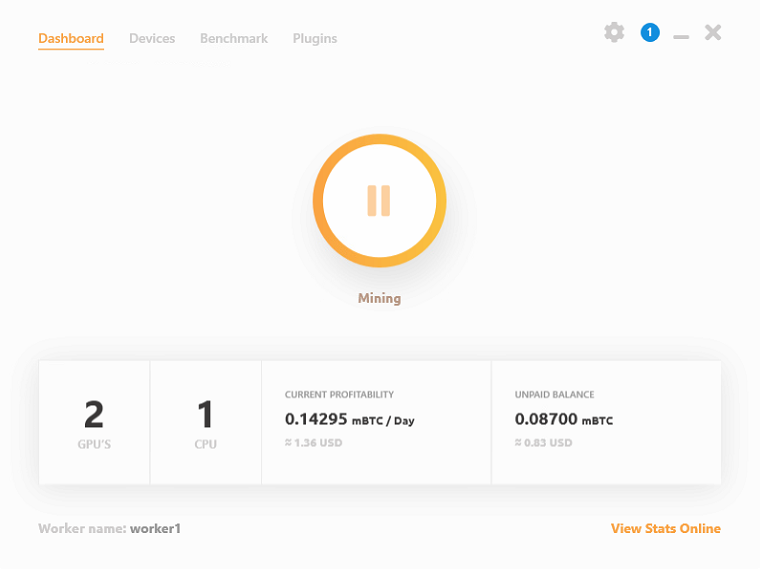 Dashboard Devices Benchmark Plugins 1
Mining
2 GPU'S
1 CPU
CURRENT PROFITABILITY
0.14295 mBTC / Day
≈ 1.36 USD
UNPAID BALANCE
0.08700 mBTC
≈ 0.83 USD
Worker name: worker1
View Stats Online